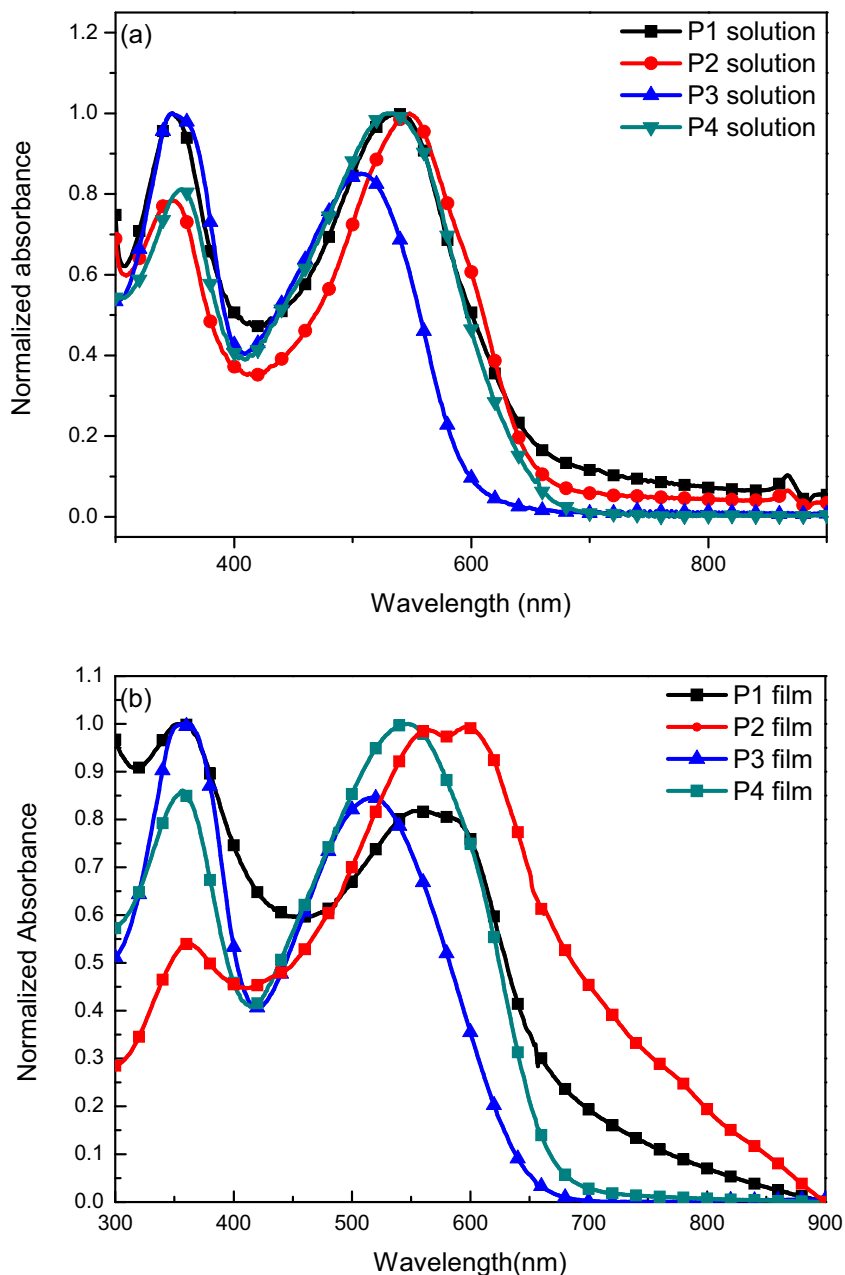 (a)
P1 solution
P2 solution
P3 solution
P4 solution
1.2
1.0
0.8
0.6
0.4
0.2
0.0
Normalized absorbance
400 600 800
Wavelength (nm)
(b)
P1 film
P2 film
P3 film
P4 film
1.1
1.0
0.9
0.8
0.7
0.6
0.5
0.4
0.3
0.2
0.1
0.0
Normalized Absorbance
300 400 500 600 700 800 900
Wavelength(nm)